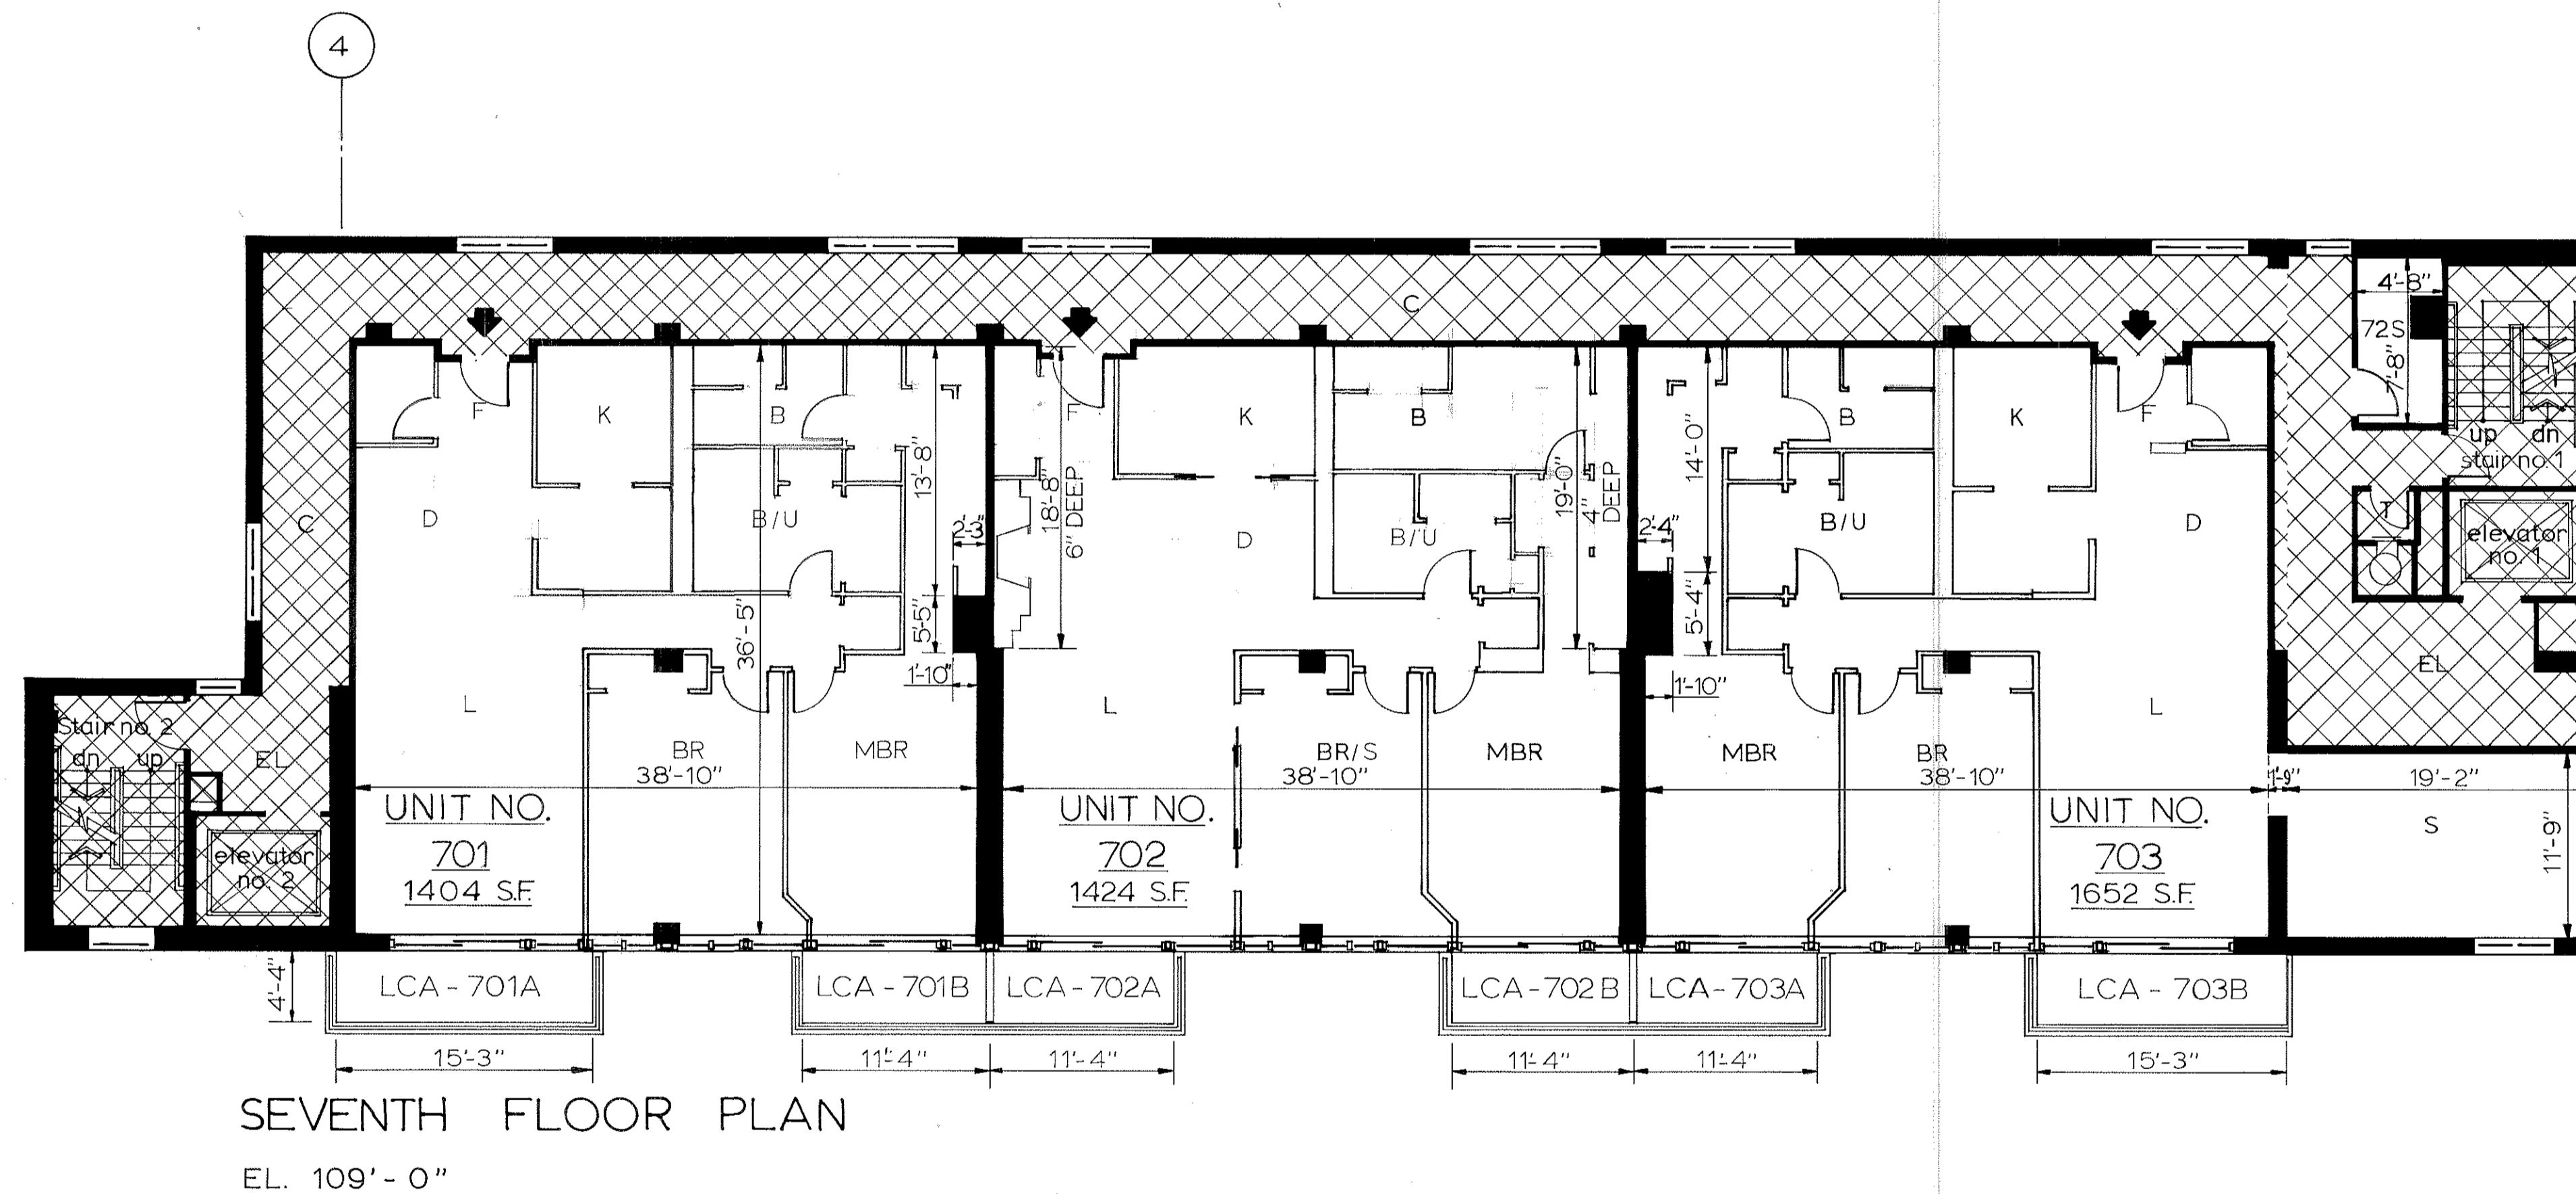 4
C
4'-8"
72S
7'-8"
up dn
stair no. 1
F
K
B
13'-8"
F
18'-8"
6" DEEP
K
B
19'-0"
4"
DEEP
14'-0"
B
K
F
C
D
B/U
2'-3"
D
B/U
2'-4"
B/U
D
T
elevator
no. 1
36'-5"
5'-5"
1'-10"
5'-4"
1'-10"
EL
Stair no. 2
dn up
EL
L
BR
MBR
L
BR/S
MBR
MBR
BR
L
38'-10"
38'-10"
38'-10"
1'-9"
19'-2"
S
11'-9"
UNIT NO.
701
1404 S.F.
UNIT NO.
702
1424 S.F.
UNIT NO.
703
1652 S.F.
elevator
no. 2
4'-4"
LCA - 701A
LCA - 701B
LCA - 702A
LCA - 702B
LCA - 703A
LCA - 703B
15'-3"
11'-4"
11'-4"
11'-4"
11'-4"
15'-3"
SEVENTH FLOOR PLAN
EL. 109'-0"